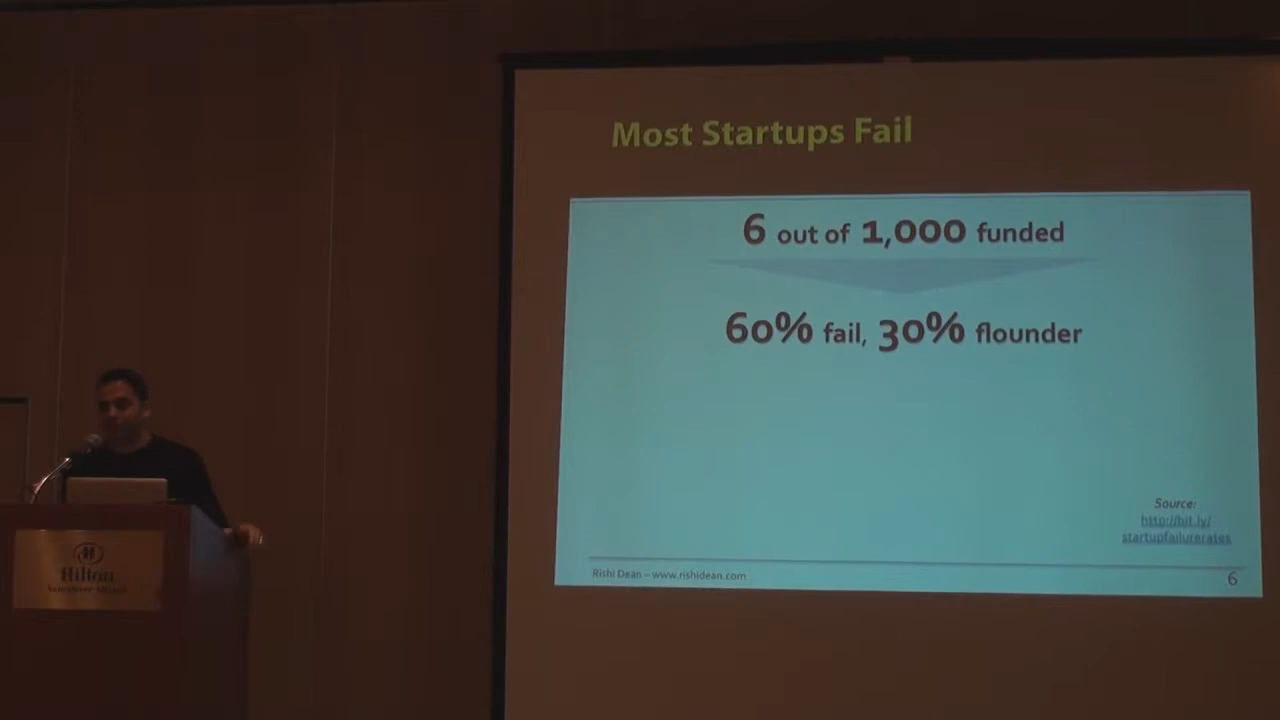 Most Startups Fail
6 out of 1,000 funded
60% fail, 30% flounder
Source:
http://bit.ly/
startupfailurerates
Rishi Dean – www.rishidean.com
6
Hilton